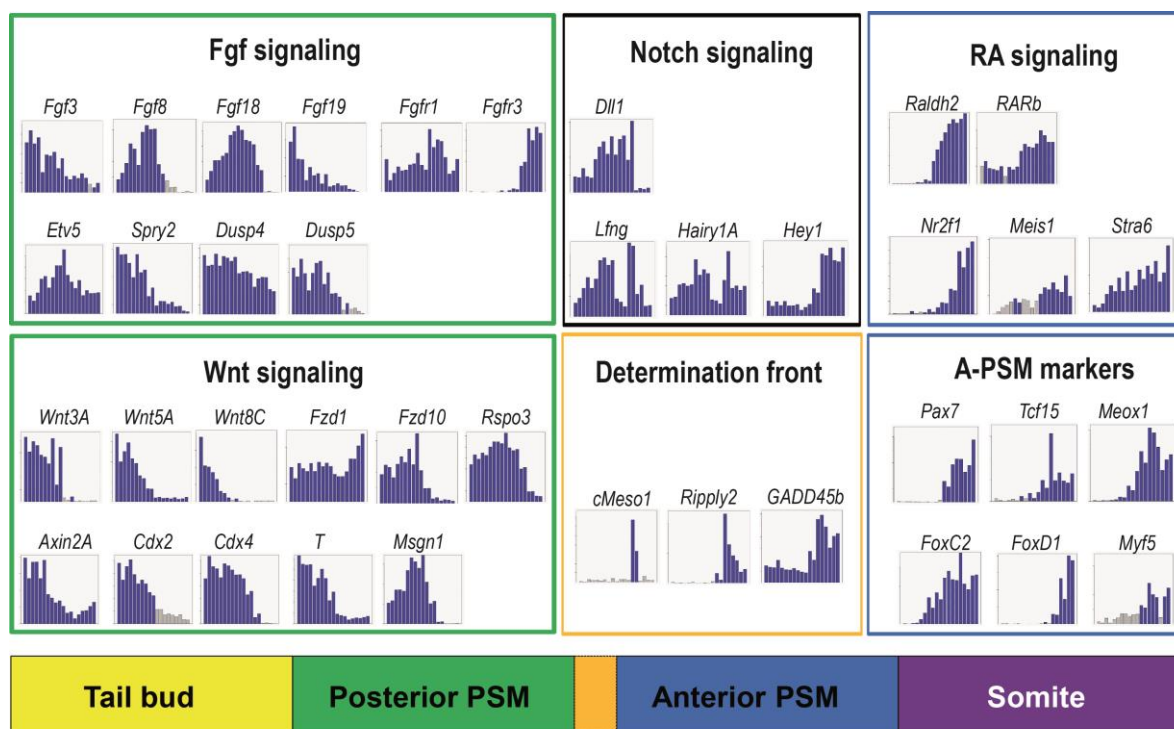 Fgf signaling
Fgf3 Fgf8 Fgf18 Fgf19 Fgfr1 Fgfr3
Etv5 Spry2 Dusp4 Dusp5
Notch signaling
Dll1
Lfng Hairy1A Hey1
RA signaling
Raldh2 RARb
Nr2f1 Meis1 Stra6
Wnt signaling
Wnt3A Wnt5A Wnt8C Fzd1 Fzd10 Rspo3
Axin2A Cdx2 Cdx4 T Msgn1
Determination front
cMeso1 Ripply2 GADD45b
A-PSM markers
Pax7 Tcf15 Meox1
FoxC2 FoxD1 Myf5
Tail bud Posterior PSM Anterior PSM Somite